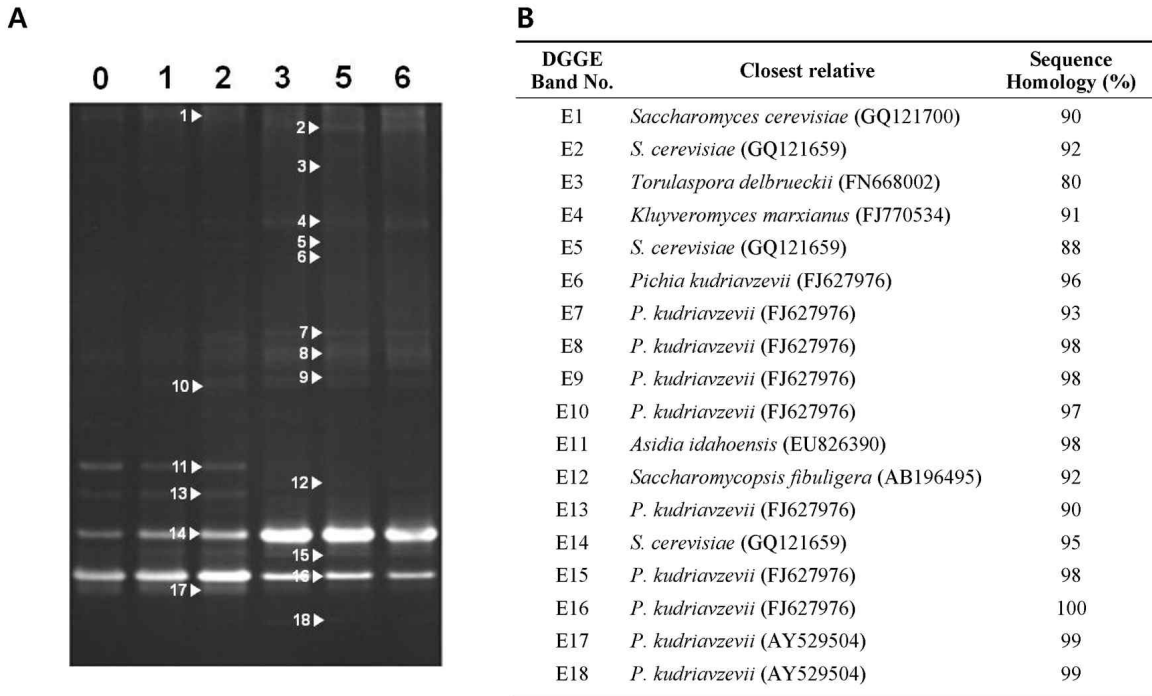 A
0 1 2 3 5 6
1
2
3
4
5
6
7
8
9
10
11
12
13
14
15
16
17
18
B
DGGE Band No. Closest relative Sequence Homology (%)
E1 Saccharomyces cerevisiae (GQ121700) 90
E2 S. cerevisiae (GQ121659) 92
E3 Torulaspora delbrueckii (FN668002) 80
E4 Kluyveromyces marxianus (FJ770534) 91
E5 S. cerevisiae (GQ121659) 88
E6 Pichia kudriavzevii (FJ627976) 96
E7 P. kudriavzevii (FJ627976) 93
E8 P. kudriavzevii (FJ627976) 98
E9 P. kudriavzevii (FJ627976) 98
E10 P. kudriavzevii (FJ627976) 97
E11 Asidia idahoensis (EU826390) 98
E12 Saccharomycopsis fibuligera (AB196495) 92
E13 P. kudriavzevii (FJ627976) 90
E14 S. cerevisiae (GQ121659) 95
E15 P. kudriavzevii (FJ627976) 98
E16 P. kudriavzevii (FJ627976) 100
E17 P. kudriavzevii (AY529504) 99
E18 P. kudriavzevii (AY529504) 99